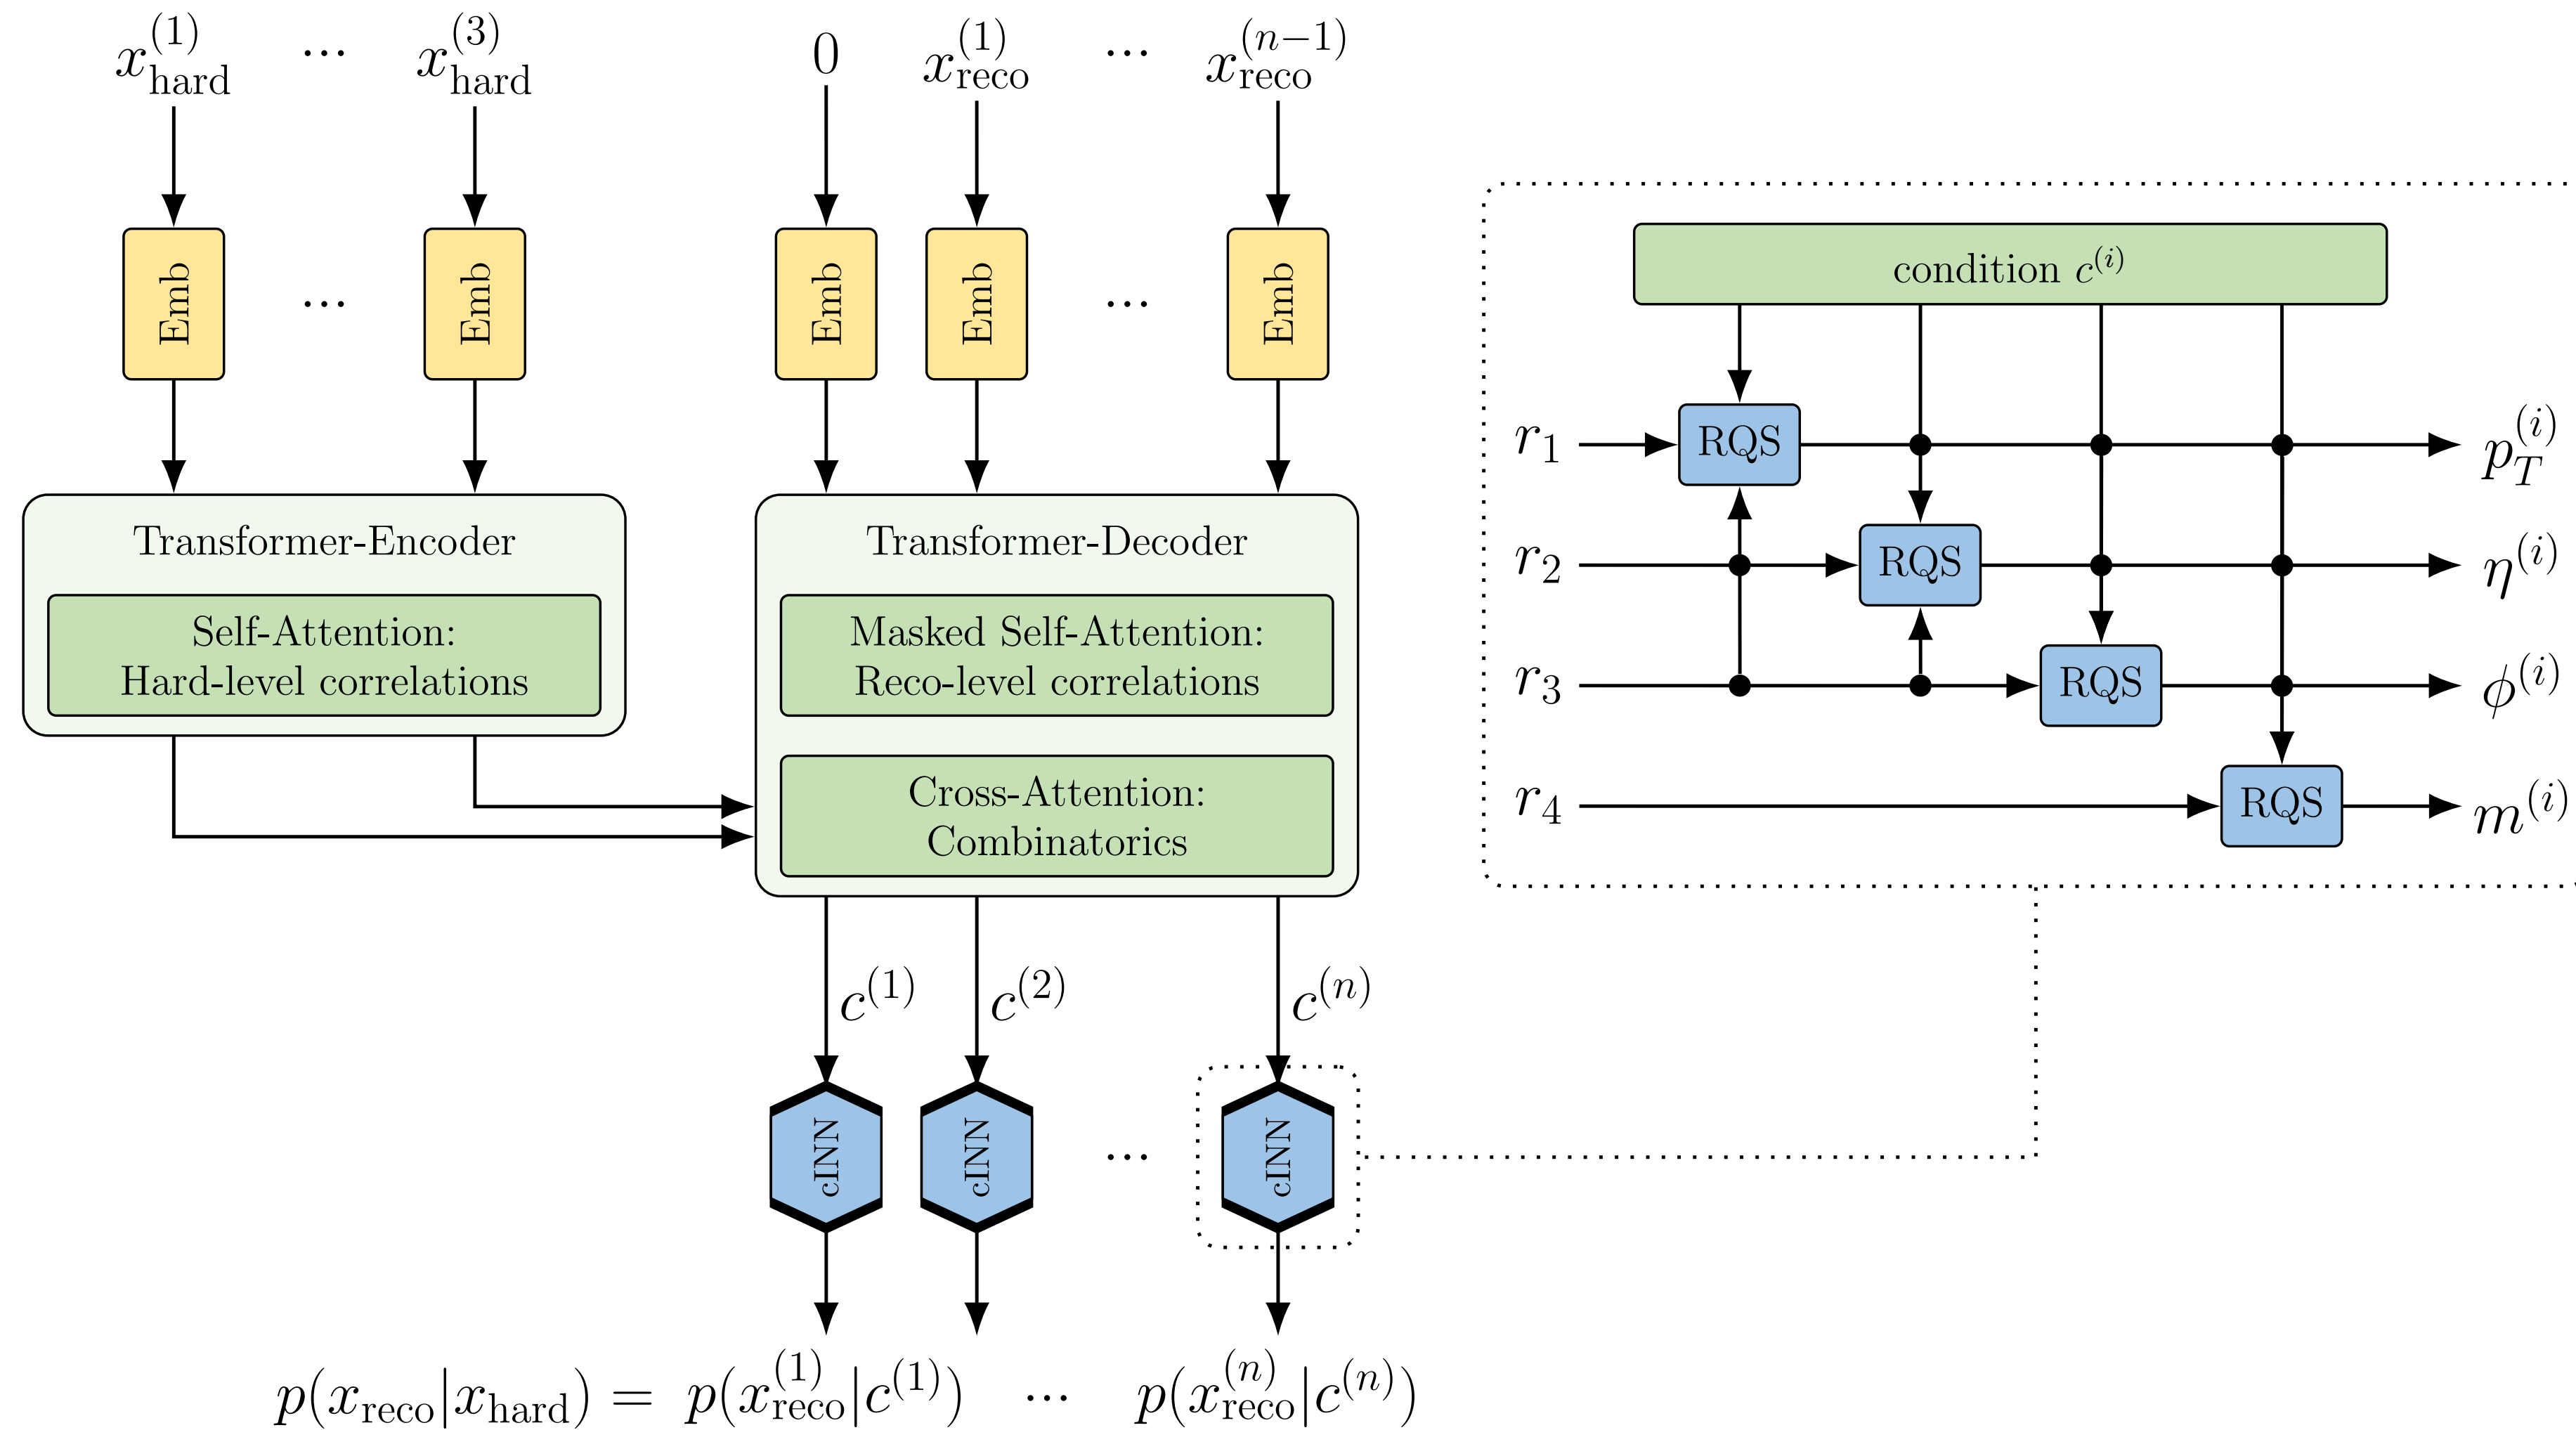 x_hard^(1) ... x_hard^(3) 0 x_reco^(1) ... x_reco^(n−1)
Emb ... Emb Emb Emb ... Emb
Transformer-Encoder
Self-Attention:
Hard-level correlations
Transformer-Decoder
Masked Self-Attention:
Reco-level correlations
Cross-Attention:
Combinatorics
c^(1) c^(2) c^(n)
cINN cINN ... cINN
p(x_reco|x_hard) = p(x_reco^(1)|c^(1)) ... p(x_reco^(n)|c^(n))
condition c^(i)
r_1 RQS p_T^(i)
r_2 RQS η^(i)
r_3 RQS ϕ^(i)
r_4 RQS m^(i)